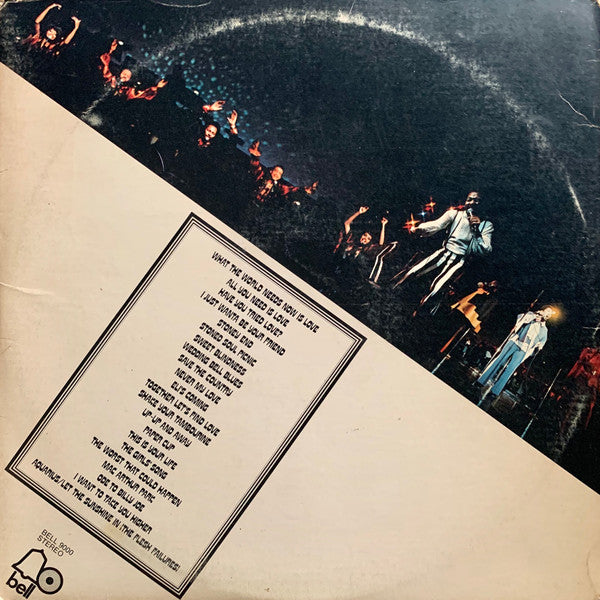 WHAT THE WORLD NEEDS NOW IS LOVE
ALL YOU NEED IS LOVE
HAVE YOU TRIED LOVE?
I JUST WANTA BE YOUR FRIEND
STONEY END
STONED SOUL PICNIC
SWEET BLINDNESS
WEDDING BELL BLUES
SAVE THE COUNTRY
NEVER MY LOVE
ELI'S COMING
TOGETHER LET'S FIND LOVE
SHAKE YOUR TAMBOURINE
UP-UP AND AWAY
PAPER CUP
THIS IS YOUR LIFE
THE GIRLS' SONG
THE WORST THAT COULD HAPPEN
MAC ARTHUR PARK
ODE TO BILLY JOE
I WANT TO TAKE YOU HIGHER
AQUARIUS/LET THE SUNSHINE IN (THE FLESH FAILURES)
BELL 9000
STEREO
bell